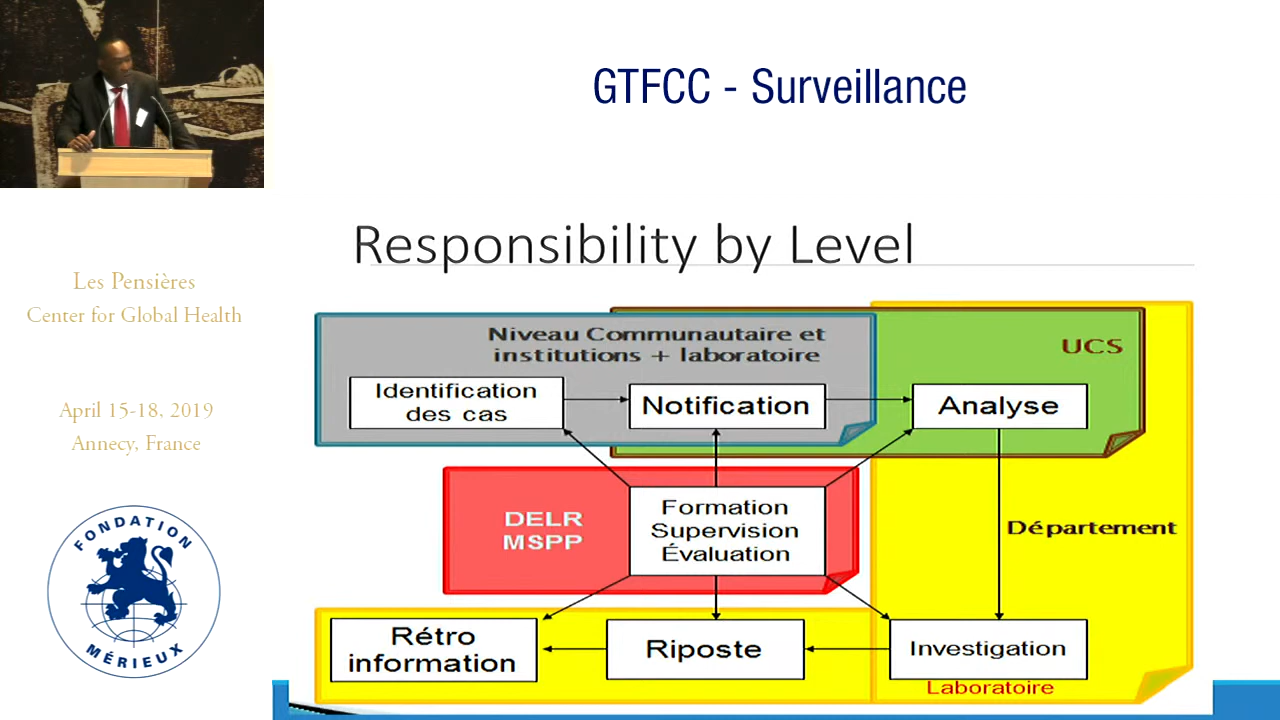 GTFCC - Surveillance
Les Pensières
Center for Global Health
April 15-18, 2019
Annecy, France
FONDATION
MÉRIEUX
Responsibility by Level
Niveau Communautaire et
institutions + laboratoire
UCS
Identification
des cas
Notification
Analyse
DELR
MSPP
Formation
Supervision
Évaluation
Département
Rétro
information
Riposte
Investigation
Laboratoire